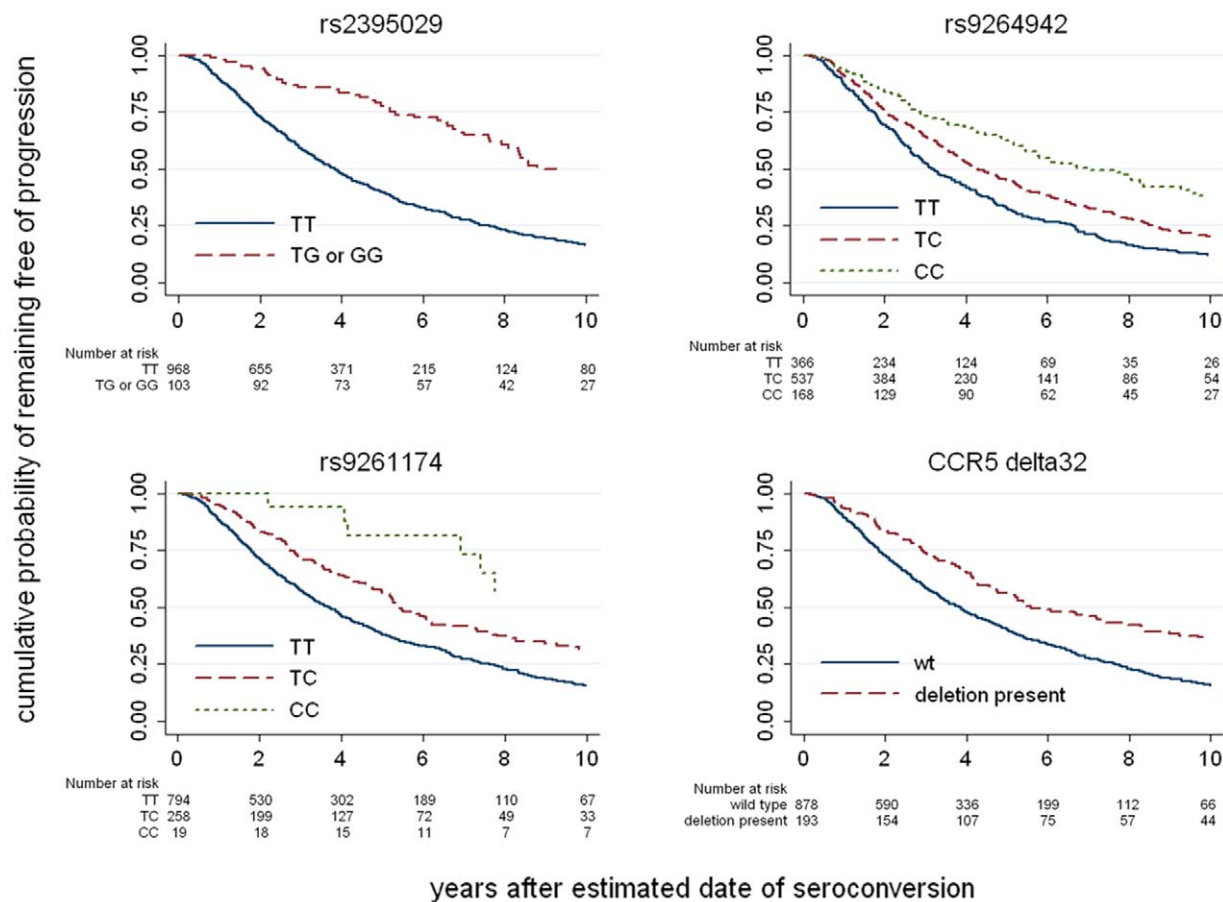 cumulative probability of remaining free of progression
rs2395029
1.00
0.75
0.50
0.25
0.00
TT
TG or GG
0 2 4 6 8 10
Number at risk
TT 968 655 371 215 124 80
TG or GG 103 92 73 57 42 27
rs9264942
1.00
0.75
0.50
0.25
0.00
TT
TC
CC
0 2 4 6 8 10
Number at risk
TT 366 234 124 69 35 26
TC 537 384 230 141 86 54
CC 168 129 90 62 45 27
rs9261174
1.00
0.75
0.50
0.25
0.00
TT
TC
CC
0 2 4 6 8 10
Number at risk
TT 794 530 302 189 110 67
TC 258 199 127 72 49 33
CC 19 18 15 11 7 7
CCR5 delta32
1.00
0.75
0.50
0.25
0.00
wt
deletion present
0 2 4 6 8 10
Number at risk
wild type 878 590 336 199 112 66
deletion present 193 154 107 75 57 44
years after estimated date of seroconversion